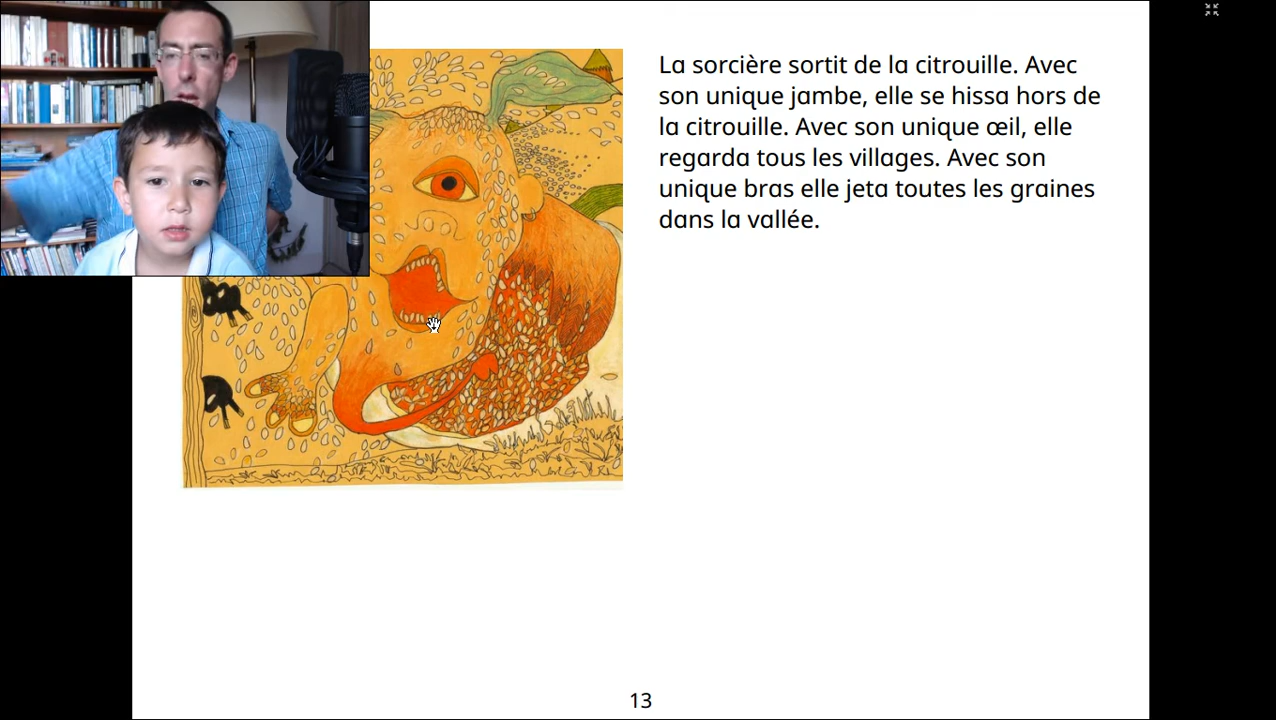 La sorcière sortit de la citrouille. Avec
son unique jambe, elle se hissa hors de
la citrouille. Avec son unique œil, elle
regarda tous les villages. Avec son
unique bras elle jeta toutes les graines
dans la vallée.
13